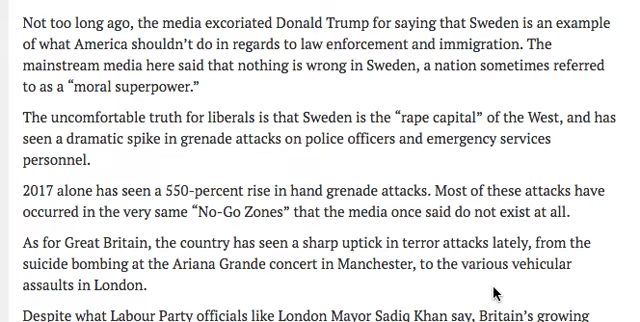 Not too long ago, the media excoriated Donald Trump for saying that Sweden is an example
of what America shouldn’t do in regards to law enforcement and immigration. The
mainstream media here said that nothing is wrong in Sweden, a nation sometimes referred
to as a “moral superpower.”
The uncomfortable truth for liberals is that Sweden is the “rape capital” of the West, and has
seen a dramatic spike in grenade attacks on police officers and emergency services
personnel.
2017 alone has seen a 550-percent rise in hand grenade attacks. Most of these attacks have
occurred in the very same “No-Go Zones” that the media once said do not exist at all.
As for Great Britain, the country has seen a sharp uptick in terror attacks lately, from the
suicide bombing at the Ariana Grande concert in Manchester, to the various vehicular
assaults in London.
Despite what Labour Party officials like London Mayor Sadiq Khan say, Britain’s growing